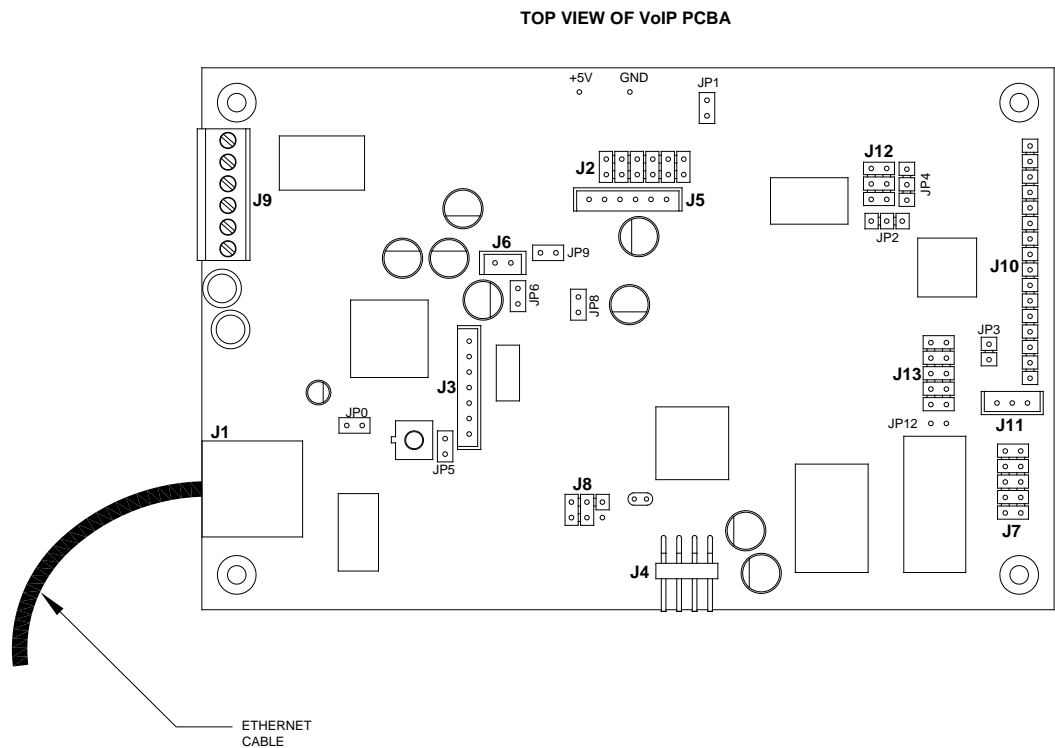 TOP VIEW OF VoIP PCBA
+5V
GND
JP1
J12
J2
JP4
J9
J5
JP2
J6
JP9
J10
JP6
JP8
JP3
J3
J13
JP0
JP12
J11
J1
JP5
J8
J7
J4
ETHERNET
CABLE